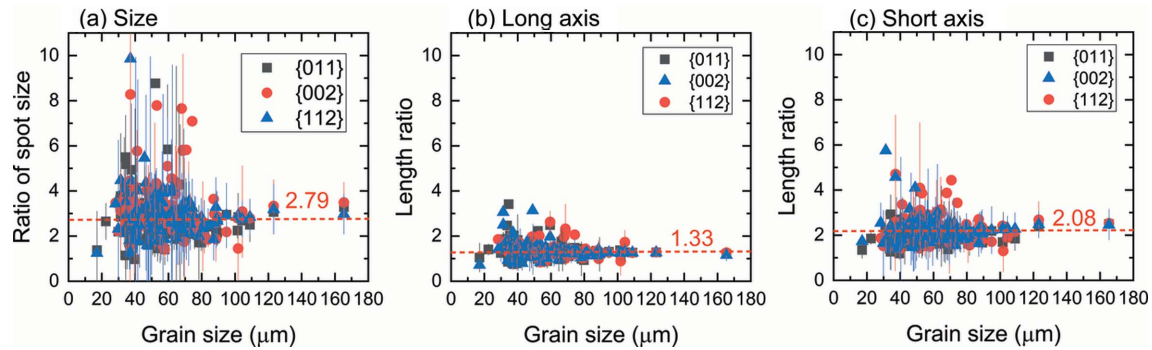 (a) Size
(b) Long axis
(c) Short axis
Ratio of spot size
10
8
6
4
2
0
{011}
{002}
{112}
2.79
0 20 40 60 80 100 120 140 160 180
Grain size (μm)
Length ratio
10
8
6
4
2
0
{011}
{002}
{112}
1.33
0 20 40 60 80 100 120 140 160 180
Grain size (μm)
Length ratio
10
8
6
4
2
0
{011}
{002}
{112}
2.08
0 20 40 60 80 100 120 140 160 180
Grain size (μm)